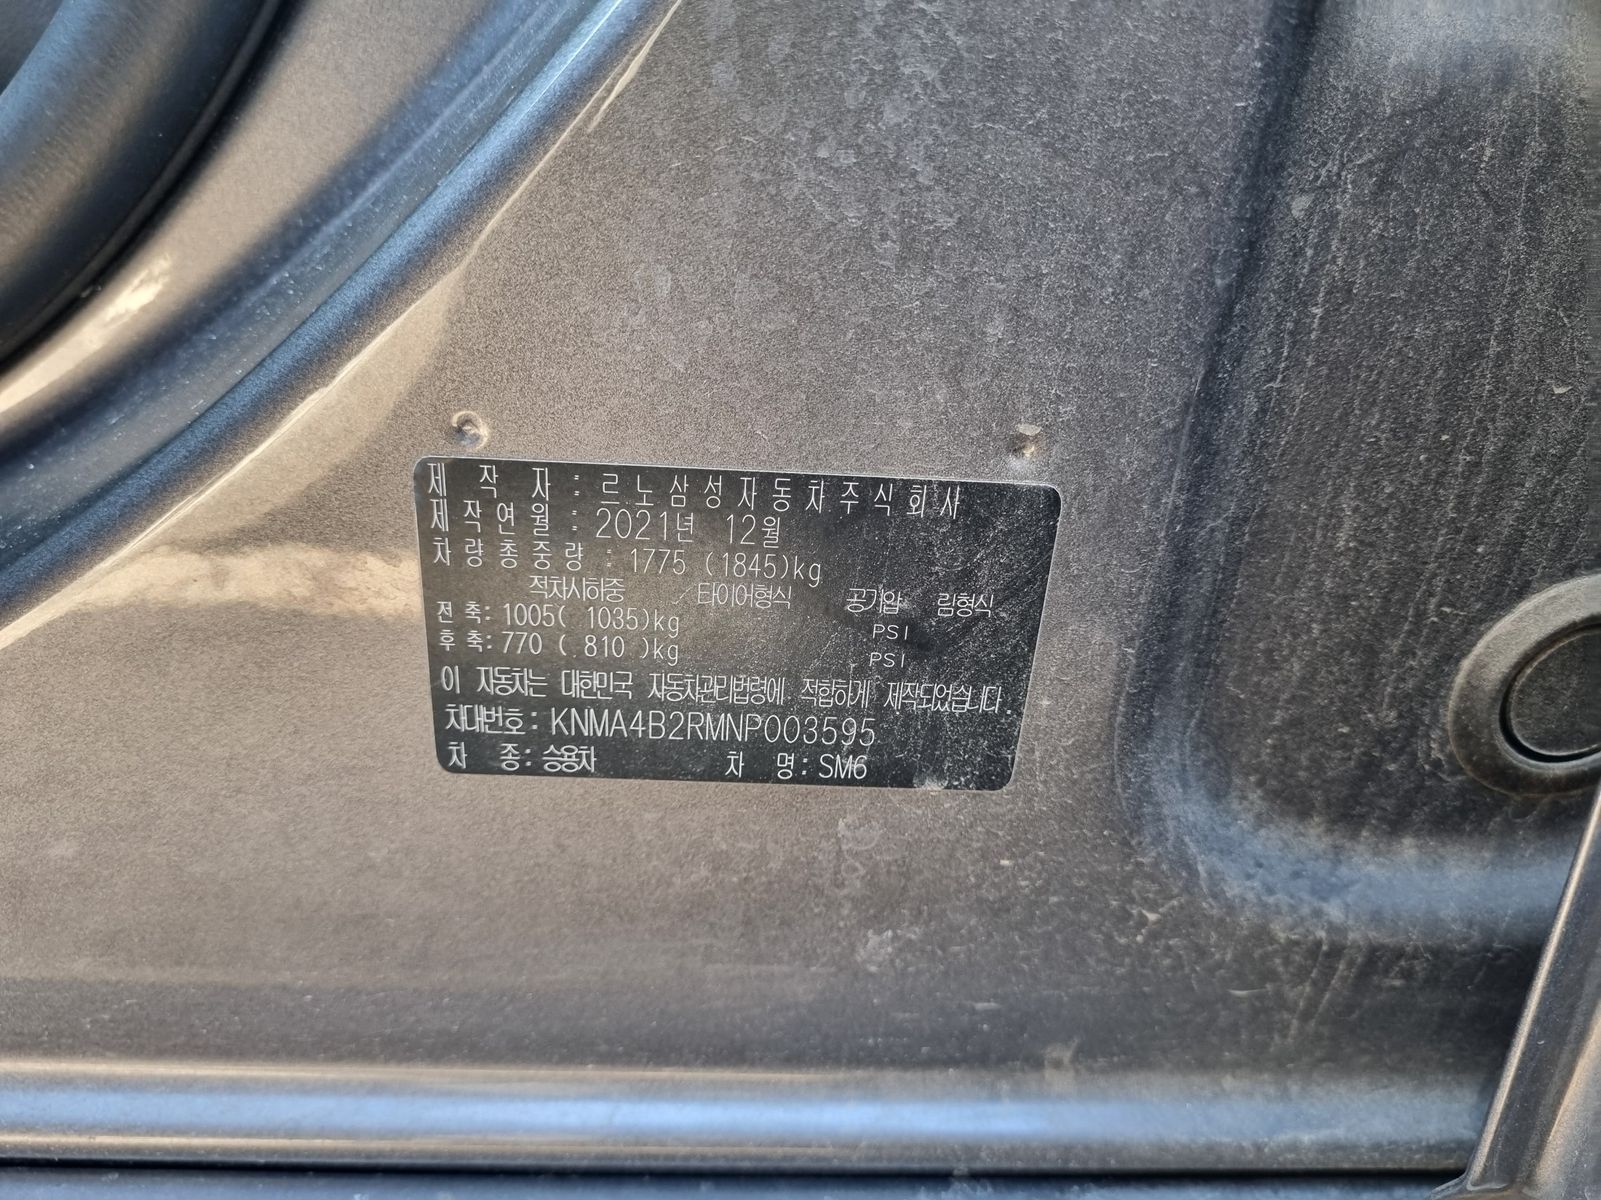 제 작 자 : 르노삼성자동차주식회사
제작연월 : 2021년 12월
차량총중량 : 1775 (1845)kg
적차시하중 타이어형식 공기압 림형식
전 축: 1005( 1035)kg PSI
후 축: 770 ( 810 )kg PSI
이 자동차는 대한민국 자동차관리법령에 적합하게 제작되었습니다.
차대번호: KNMA4B2RMNP003595
차 종: 승용차 차 명: SM6